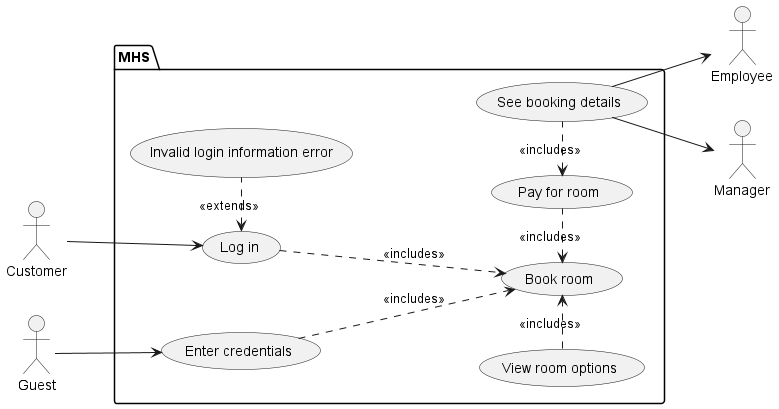 Employee
MHS
See booking details
Invalid login information error
«includes»
Manager
Pay for room
«extends»
Customer
Log in
«includes»
«includes»
Book room
«includes»
Guest
Enter credentials
«includes»
View room options